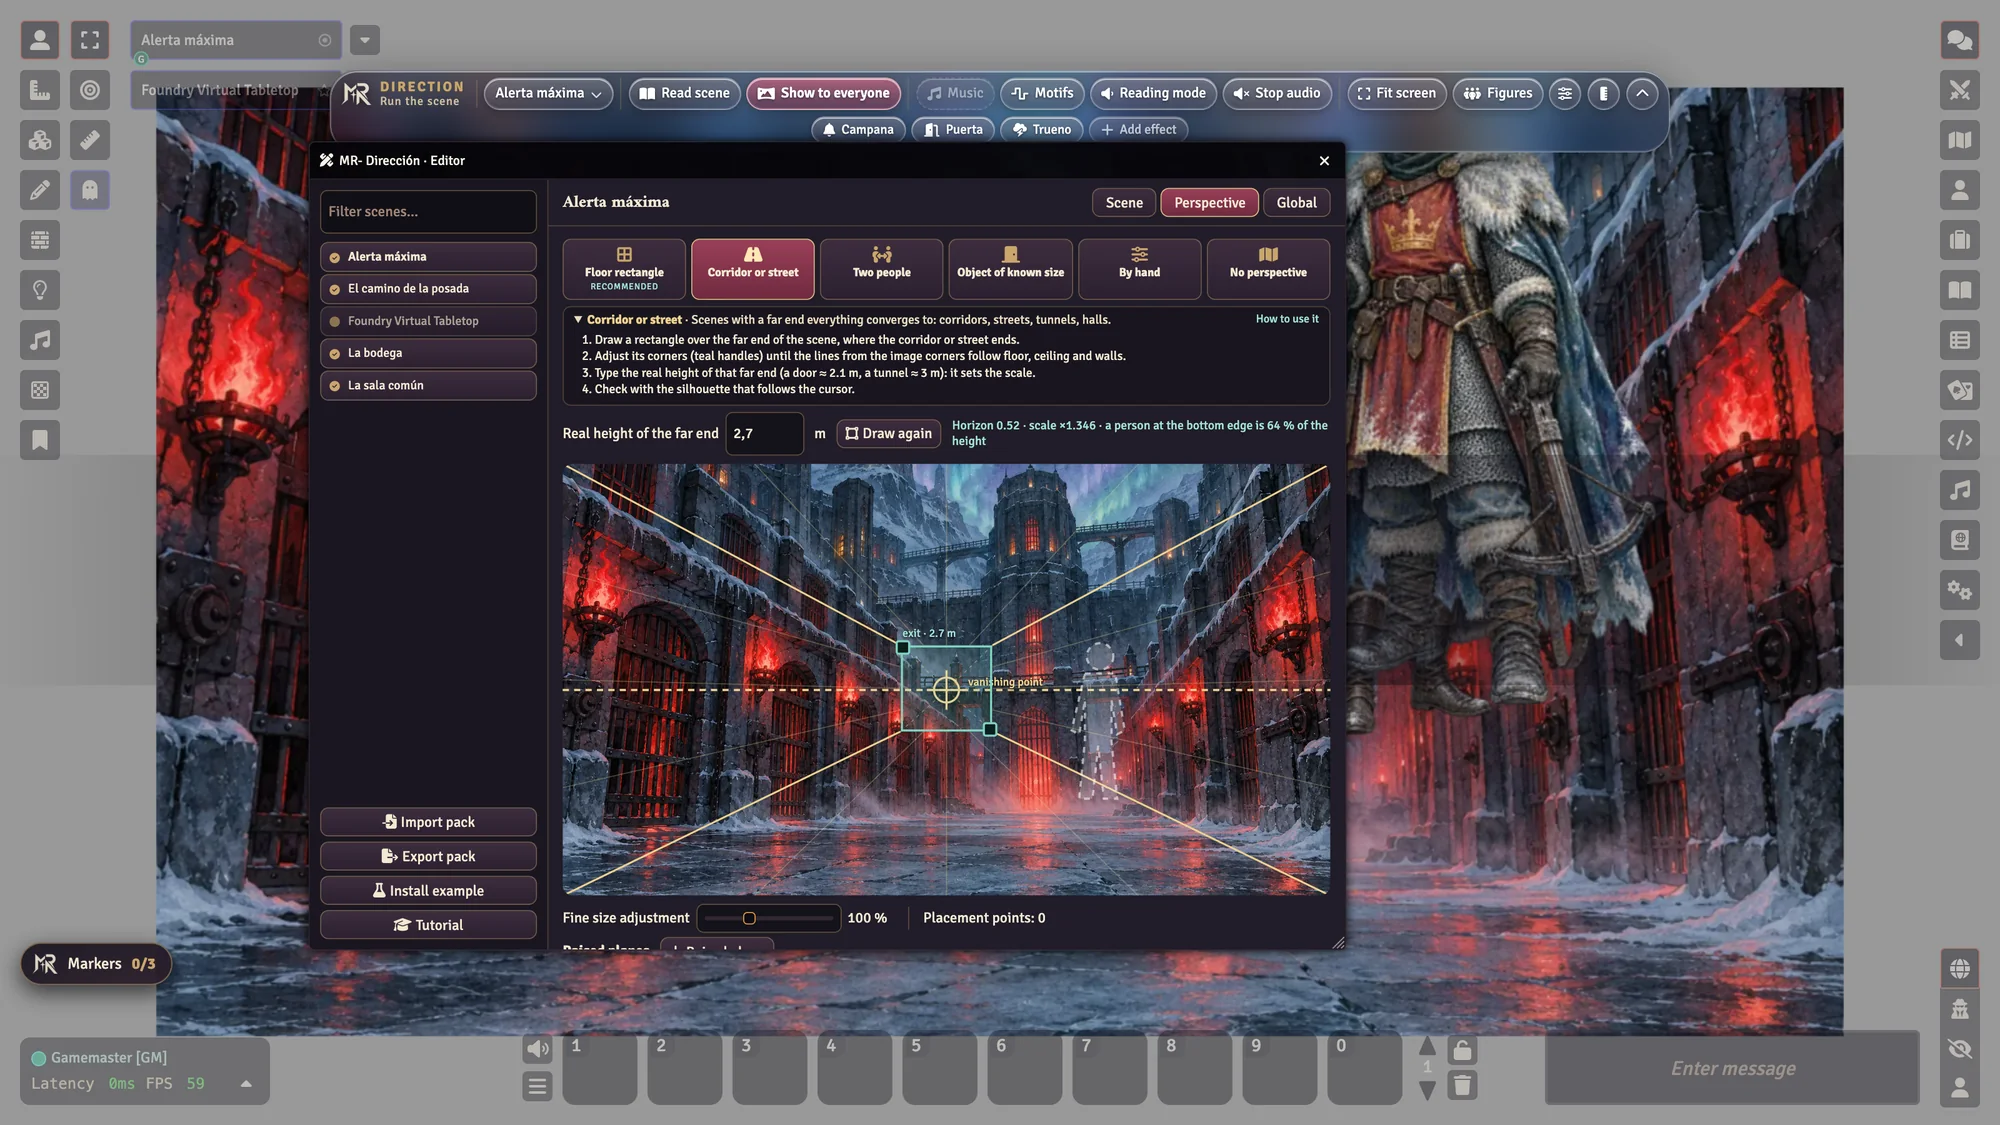 Alerta máxima
G
Foundry Virtual Tabletop
MR
DIRECTION
Run the scene
Alerta máxima
Read scene
Show to everyone
Music
Motifs
Reading mode
Stop audio
Fit screen
Figures
Campana
Puerta
Trueno
Add effect
MR- Dirección · Editor
Filter scenes...
Alerta máxima
El camino de la posada
Foundry Virtual Tabletop
La bodega
La sala común
Import pack
Export pack
Install example
Tutorial
Alerta máxima
Scene
Perspective
Global
Floor rectangle
RECOMMENDED
Corridor or street
Two people
Object of known size
By hand
No perspective
▼ Corridor or street · Scenes with a far end everything converges to: corridors, streets, tunnels, halls.
How to use it
1. Draw a rectangle over the far end of the scene, where the corridor or street ends.
2. Adjust its corners (teal handles) until the lines from the image corners follow floor, ceiling and walls.
3. Type the real height of that far end (a door ≈ 2.1 m, a tunnel ≈ 3 m): it sets the scale.
4. Check with the silhouette that follows the cursor.
Real height of the far end
2,7
m
Draw again
Horizon 0.52 · scale ×1.346 · a person at the bottom edge is 64 % of the
height
exit · 2.7 m
vanishing point
Fine size adjustment
100 %
Placement points: 0
MR
Markers 0/3
Gamemaster [GM]
Latency 0ms FPS 59
1
2
3
4
5
6
7
8
9
0
1
Enter message